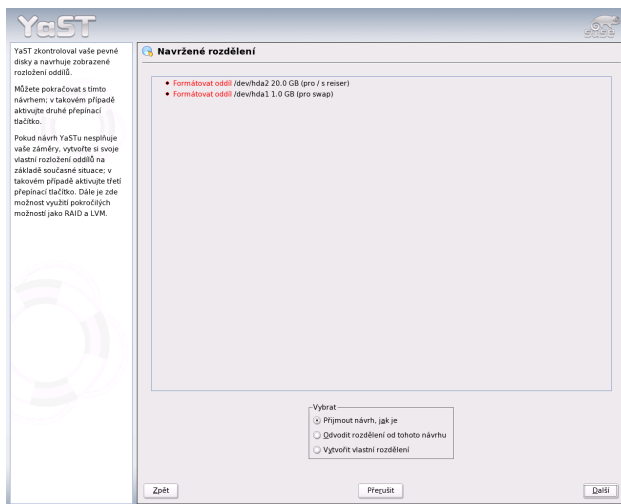 YaST
SUSE
YaST zkontroloval vaše pevné
disky a navrhuje zobrazené
rozložení oddílů.
Můžete pokračovat s tímto
návrhem; v takovém případě
aktivujte druhé přepínací
tlačítko.
Pokud návrh YaSTu nesplňuje
vaše záměry, vytvořte si svoje
vlastní rozložení oddílů na
základě současné situace; v
takovém případě aktivujte třetí
přepínací tlačítko. Dále je zde
možnost využití pokročilých
možností jako RAID a LVM.
Navržené rozdělení
Formátovat oddíl /dev/hda2 20.0 GB (pro / s reiser)
Formátovat oddíl /dev/hda1 1.0 GB (pro swap)
Vybrat
Přijmout návrh, jak je
Odvodit rozdělení od tohoto návrhu
Vytvořit vlastní rozdělení
Zpět
Přerušit
Další